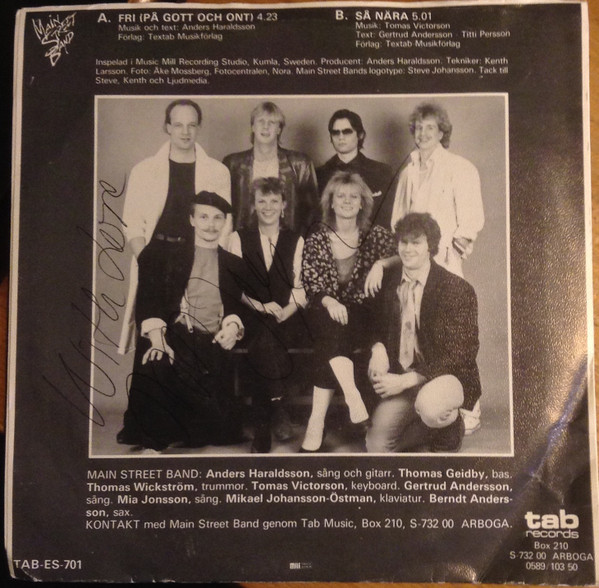 Main
Street
BAND
A. FRI (PÅ GOTT OCH ONT) 4.23
Musik och text: Anders Haraldsson
Förlag: Textab Musikförlag
B. SÅ NÄRA 5.01
Musik: Tomas Victorson
Text: Gertrud Andersson - Titti Persson
Förlag: Textab Musikförlag
Inspelad i Music Mill Recording Studio, Kumla, Sweden. Producent: Anders Haraldsson. Tekniker: Kenth
Larsson. Foto: Åke Mossberg, Fotocentralen, Nora. Main Street Bands logotype: Steve Johansson. Tack till
Steve, Kenth och Ljudmedia.
With Love
MAIN STREET BAND: Anders Haraldsson, sång och gitarr. Thomas Geidby, bas.
Thomas Wickström, trummor. Tomas Victorson, keyboard. Gertrud Andersson,
sång. Mia Jonsson, sång. Mikael Johansson-Östman, klaviatur. Berndt Anders-
son, sax.
KONTAKT med Main Street Band genom Tab Music, Box 210, S-732 00 ARBOGA.
tab
records
Box 210
S-732 00 ARBOGA
0589/103 50
TAB-ES-701